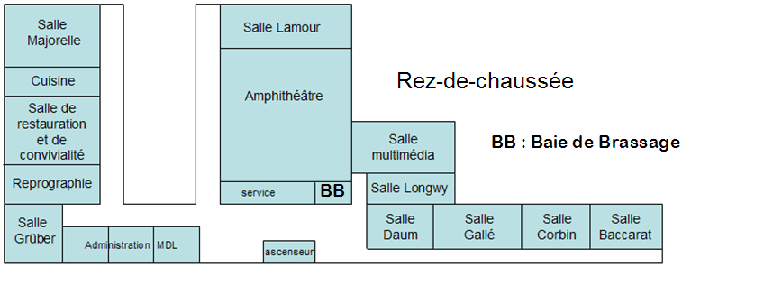 Salle
Majorelle
Cuisine
Salle de
restauration
et de
convivialité
Reprographie
Salle
Grüber
Administration
MDL
Salle Lamour
Amphithéâtre
service
BB
ascenseur
Rez-de-chaussée
BB : Baie de Brassage
Salle
multimédia
Salle Longwy
Salle
Daum
Salle
Gallé
Salle
Corbin
Salle
Baccarat